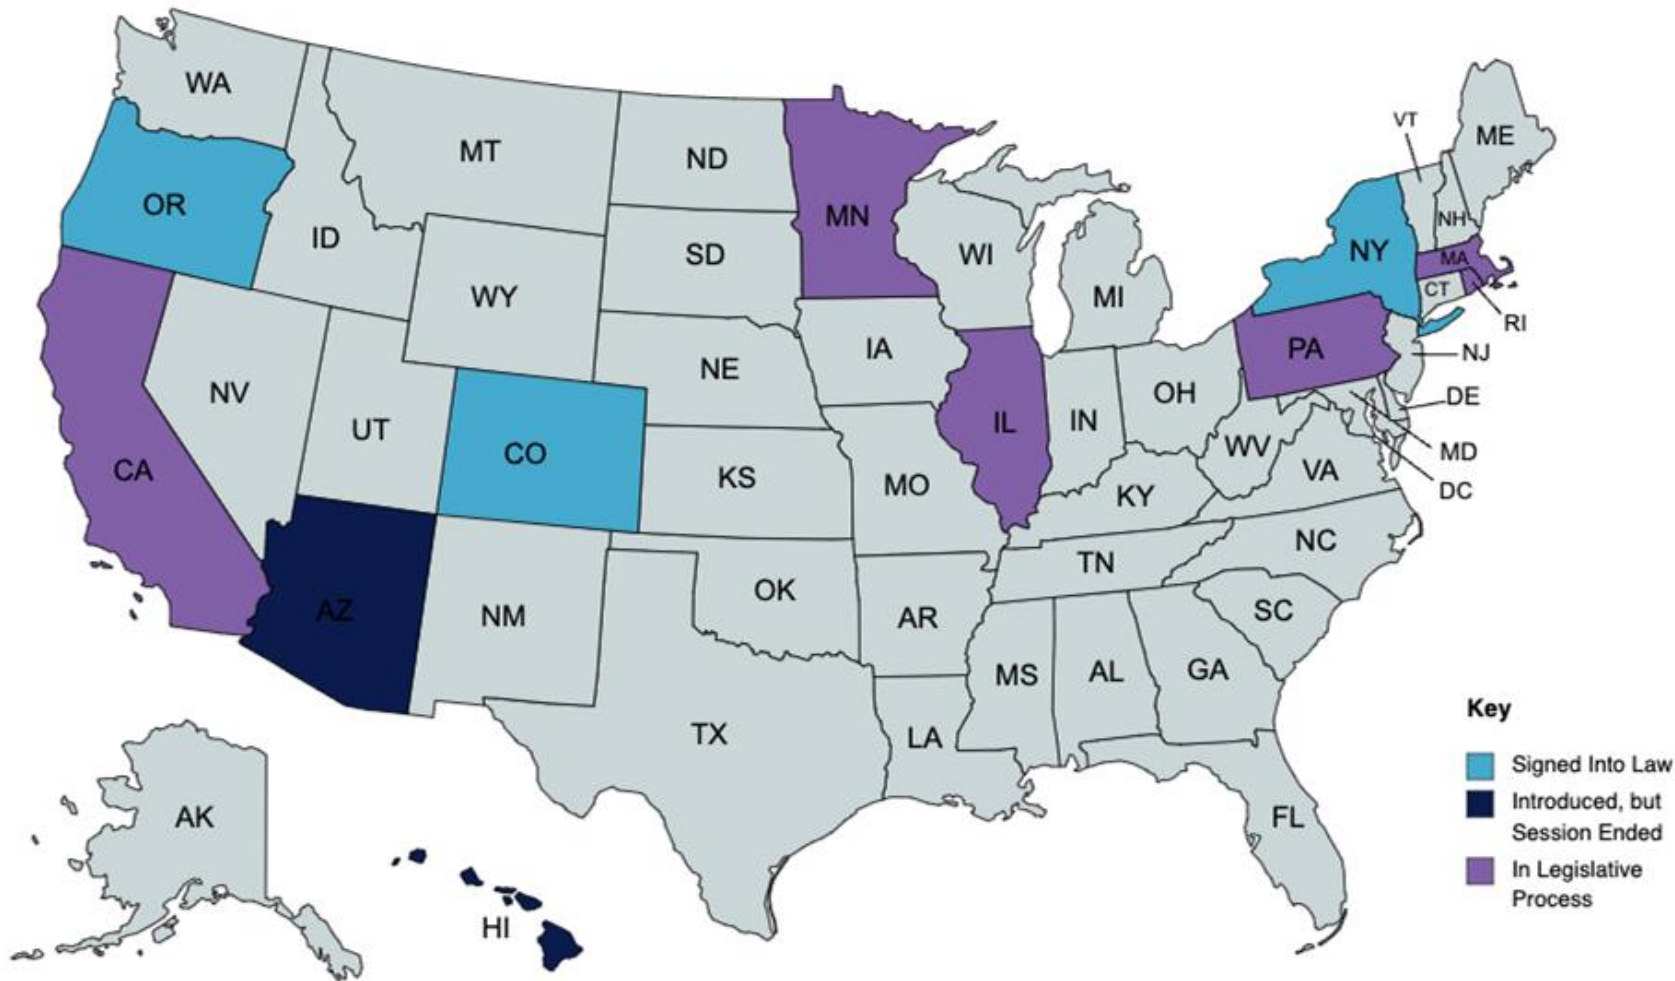 WA
MT
ND
MN
VT
ME
OR
ID
SD
WI
NH
NY
MA
WY
MI
CT
RI
IA
PA
NJ
NV
NE
OH
DE
UT
CO
IL
IN
WV
MD
CA
KS
MO
KY
VA
DC
AZ
NM
OK
AR
TN
NC
SC
MS
AL
GA
TX
LA
FL
AK
HI
Key
Signed Into Law
Introduced, but
Session Ended
In Legislative
Process